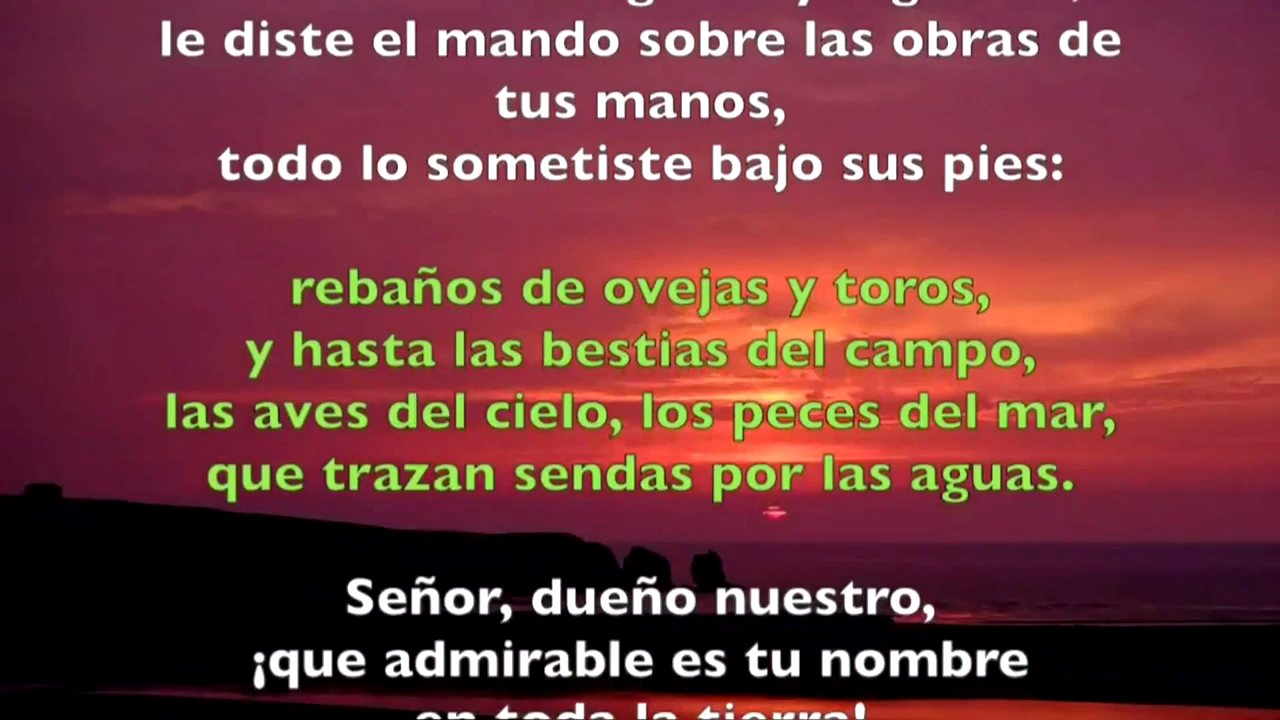 le diste el mando sobre las obras de
tus manos,
todo lo sometiste bajo sus pies:
rebaños de ovejas y toros,
y hasta las bestias del campo,
las aves del cielo, los peces del mar,
que trazan sendas por las aguas.
Señor, dueño nuestro,
¡que admirable es tu nombre
en toda la tierra!